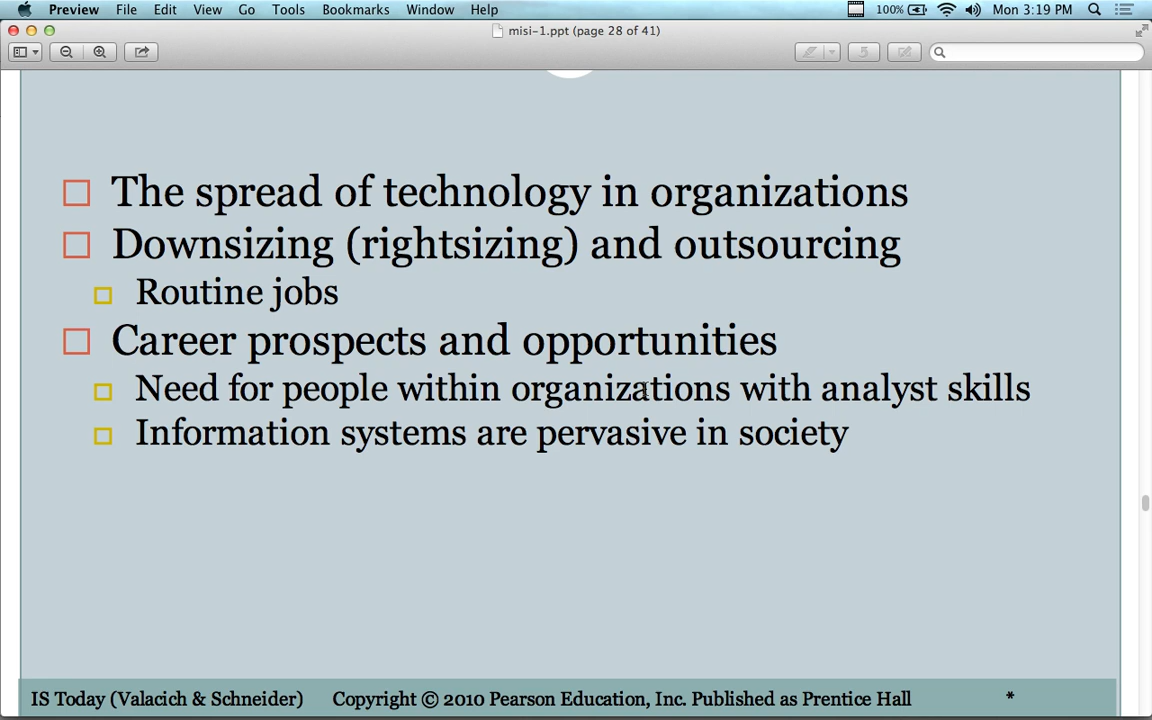 Preview File Edit View Go Tools Bookmarks Window Help 100% Mon 3:19 PM
misi-1.ppt (page 28 of 41)
The spread of technology in organizations
Downsizing (rightsizing) and outsourcing
Routine jobs
Career prospects and opportunities
Need for people within organizations with analyst skills
Information systems are pervasive in society
IS Today (Valacich & Schneider) Copyright © 2010 Pearson Education, Inc. Published as Prentice Hall *